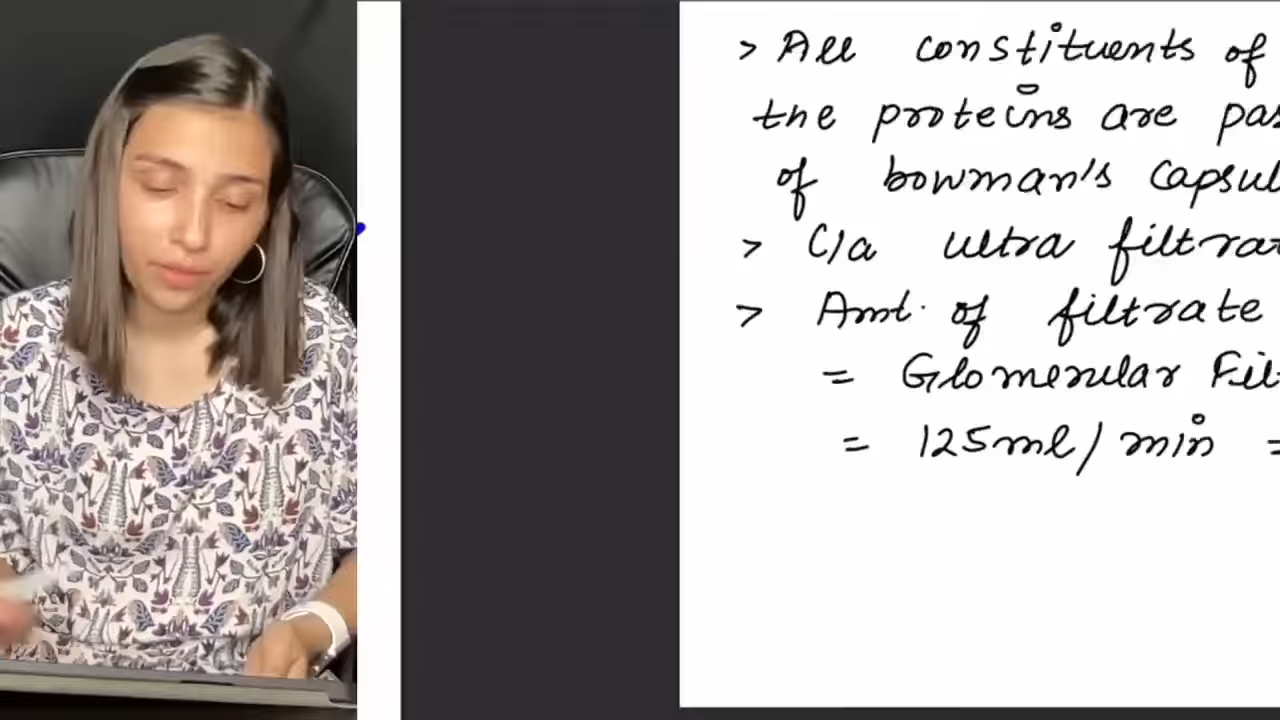 > All constituents of
the proteins are pas
of bowman's capsul
> C/a ultra filtrat
> Amt. of filtrate
= Glomerular Fil
= 125ml/min =